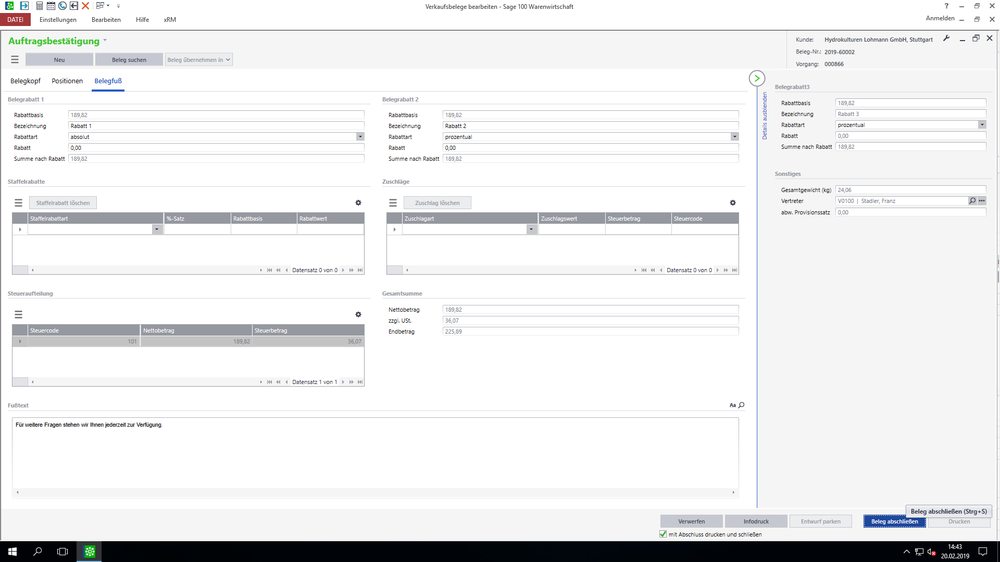 Verkaufsbelege bearbeiten - Sage 100 Warenwirtschaft
?
DATEI Einstellungen Bearbeiten Hilfe xRM Anmelden
Auftragsbestätigung
Kunde: Hydrokulturen Lohmann GmbH, Stuttgart
Beleg-Nr.: 2019-60002
Vorgang: 000866
Neu Beleg suchen Beleg übernehmen in
Belegkopf Positionen Belegfuß
Belegrabatt 1
Rabattbasis 189,82
Bezeichnung Rabatt 1
Rabattart absolut
Rabatt 0,00
Summe nach Rabatt 189,82
Belegrabatt 2
Rabattbasis 189,82
Bezeichnung Rabatt 2
Rabattart prozentual
Rabatt 0,00
Summe nach Rabatt 189,82
Details ausblenden
Belegrabatt3
Rabattbasis 189,82
Bezeichnung Rabatt 3
Rabattart prozentual
Rabatt 0,00
Summe nach Rabatt 189,82
Sonstiges
Gesamtgewicht (kg) 24,06
Vertreter V0100 | Stadler, Franz
abw. Provisionssatz 0,00
Staffelrabatte
Staffelrabatt löschen
Staffelrabattart %-Satz Rabattbasis Rabattwert
Datensatz 0 von 0
Zuschläge
Zuschlag löschen
Zuschlagart Zuschlagswert Steuerbetrag Steuercode
Datensatz 0 von 0
Steueraufteilung
Steuercode Nettobetrag Steuerbetrag
101 189,82 36,07
Datensatz 1 von 1
Gesamtsumme
Nettobetrag 189,82
zzgl. USt. 36,07
Endbetrag 225,89
Fußtext Aa
Für weitere Fragen stehen wir Ihnen jederzeit zur Verfügung.
Beleg abschließen (Strg+S)
Verwerfen Infodruck Entwurf parken Beleg abschließen Drucken
mit Abschluss drucken und schließen
14:43
20.02.2019